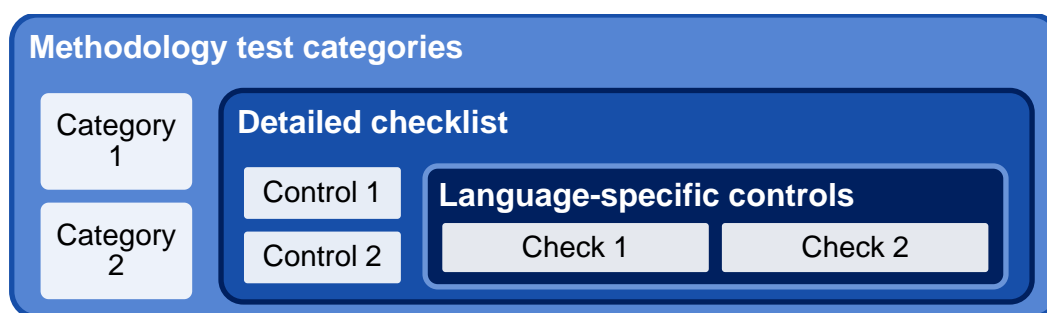 Methodology test categories
Category
1
Category
2
Detailed checklist
Control 1
Control 2
Language-specific controls
Check 1
Check 2